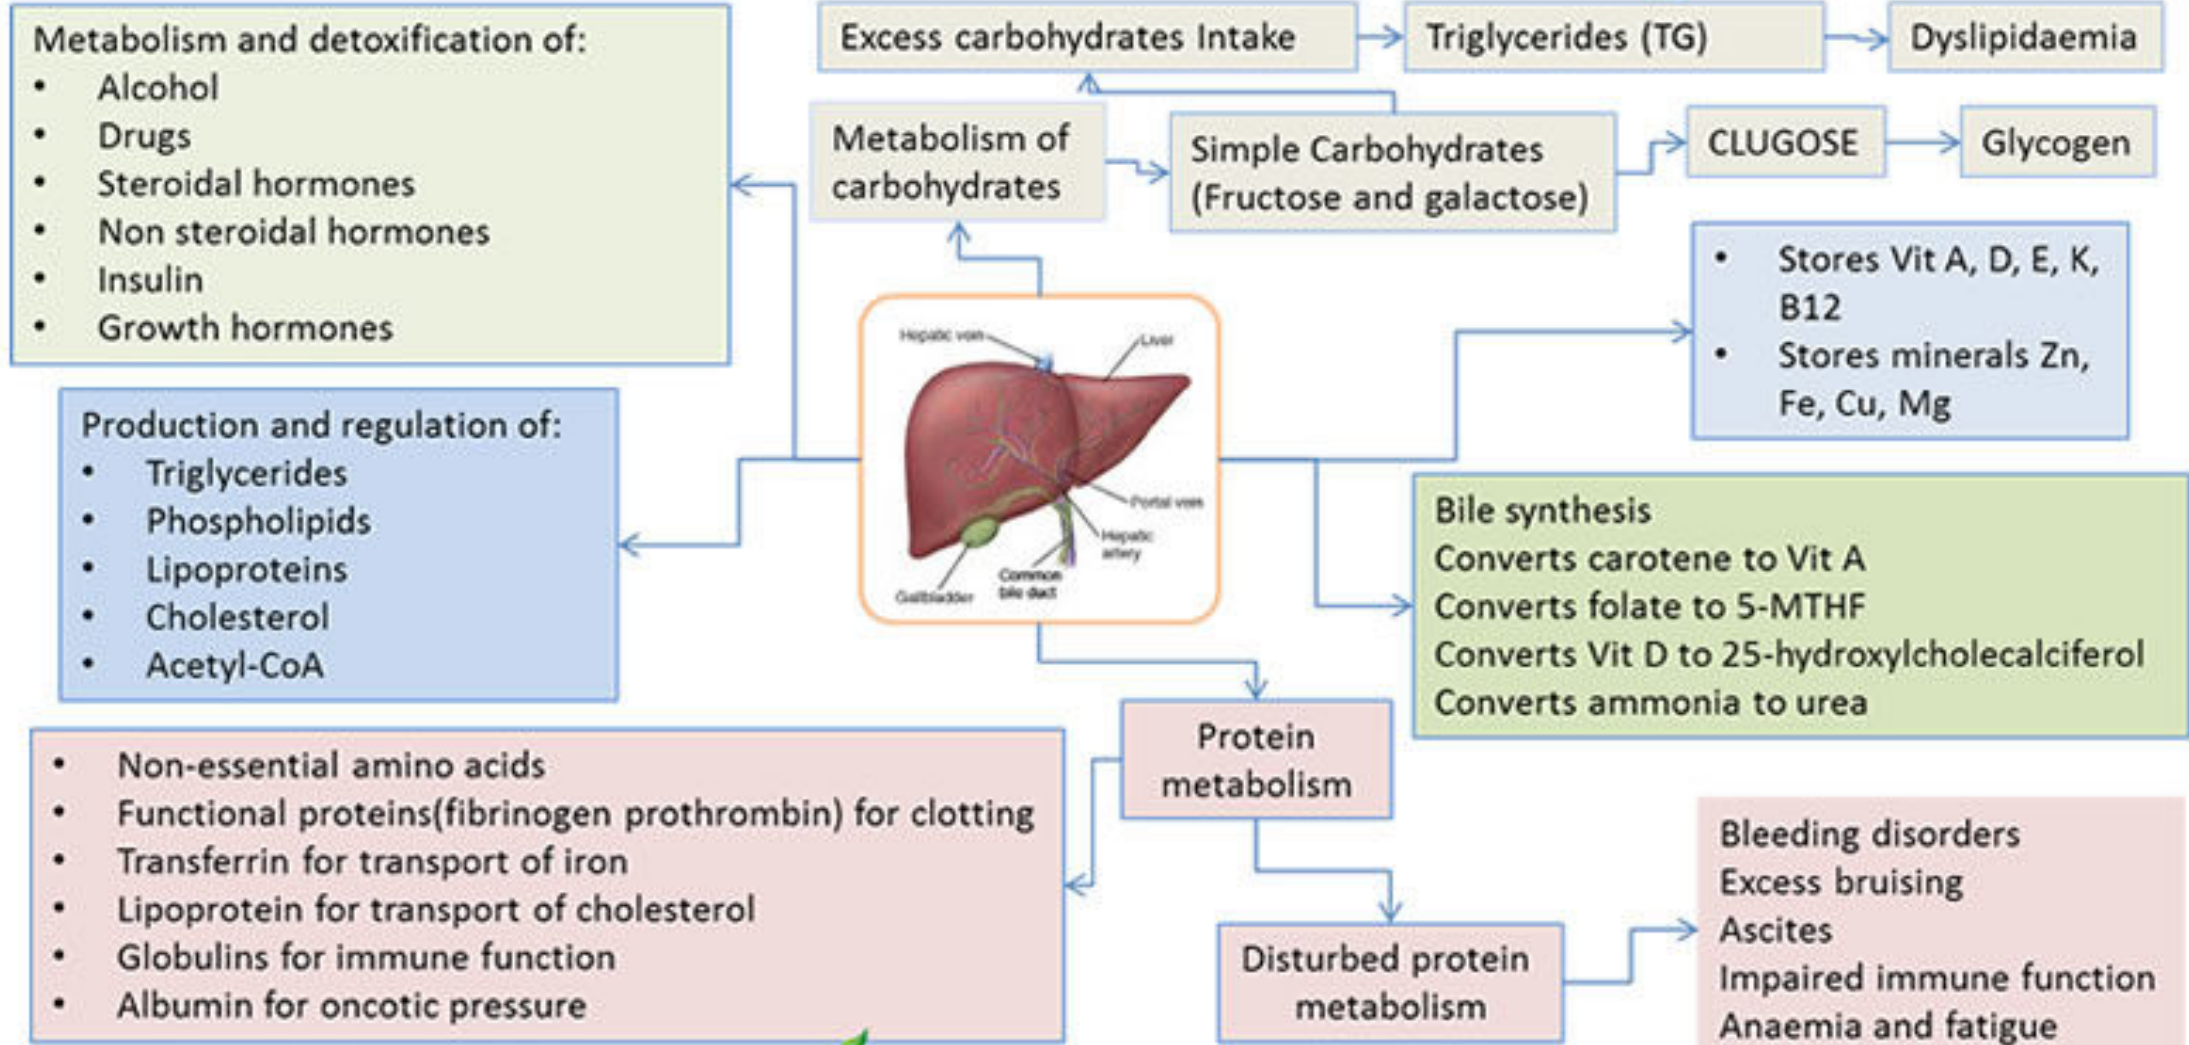 Metabolism and detoxification of:
• Alcohol
• Drugs
• Steroidal hormones
• Non steroidal hormones
• Insulin
• Growth hormones
Excess carbohydrates Intake
Triglycerides (TG)
Dyslipidaemia
Metabolism of
carbohydrates
Simple Carbohydrates
(Fructose and galactose)
CLUGOSE
Glycogen
• Stores Vit A, D, E, K,
B12
• Stores minerals Zn,
Fe, Cu, Mg
Production and regulation of:
• Triglycerides
• Phospholipids
• Lipoproteins
• Cholesterol
• Acetyl-CoA
Hepatic vein
Liver
Portal vein
Hepatic
artery
Common
bile duct
Gallbladder
Bile synthesis
Converts carotene to Vit A
Converts folate to 5-MTHF
Converts Vit D to 25-hydroxylcholecalciferol
Converts ammonia to urea
Protein
metabolism
• Non-essential amino acids
• Functional proteins(fibrinogen prothrombin) for clotting
• Transferrin for transport of iron
• Lipoprotein for transport of cholesterol
• Globulins for immune function
• Albumin for oncotic pressure
Disturbed protein
metabolism
Bleeding disorders
Excess bruising
Ascites
Impaired immune function
Anaemia and fatigue